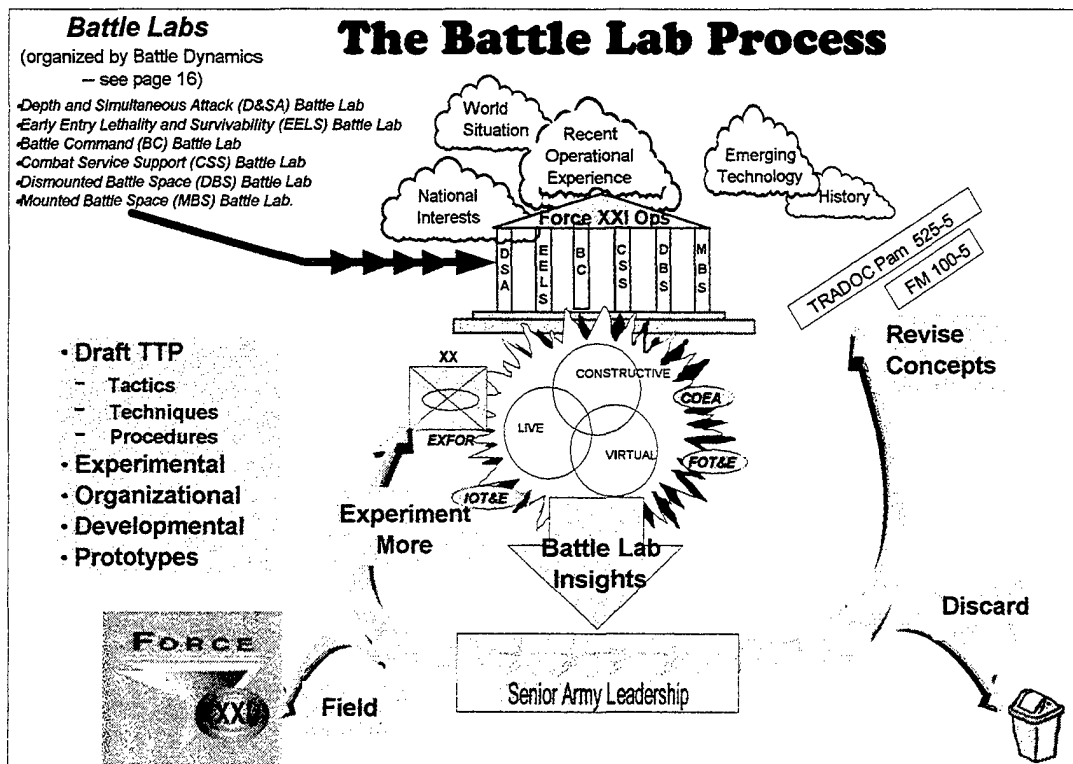 The Battle Lab Process
Battle Labs
(organized by Battle Dynamics
– see page 16)
•Depth and Simultaneous Attack (D&SA) Battle Lab
•Early Entry Lethality and Survivability (EELS) Battle Lab
•Battle Command (BC) Battle Lab
•Combat Service Support (CSS) Battle Lab
•Dismounted Battle Space (DBS) Battle Lab
•Mounted Battle Space (MBS) Battle Lab.
World
Situation
Recent
Operational
Experience
National
Interests
Emerging
Technology
History
Force XXI Ops
DSA
EELS
BC
CSS
DBS
MBS
TRADOC Pam 525-5
FM 100-5
Revise
Concepts
• Draft TTP
– Tactics
– Techniques
– Procedures
• Experimental
• Organizational
• Developmental
• Prototypes
XX
EXFOR
CONSTRUCTIVE
LIVE
VIRTUAL
COEA
FOT&E
IOT&E
Experiment
More
Battle Lab
Insights
Discard
FORCE
XXI
Field
Senior Army Leadership